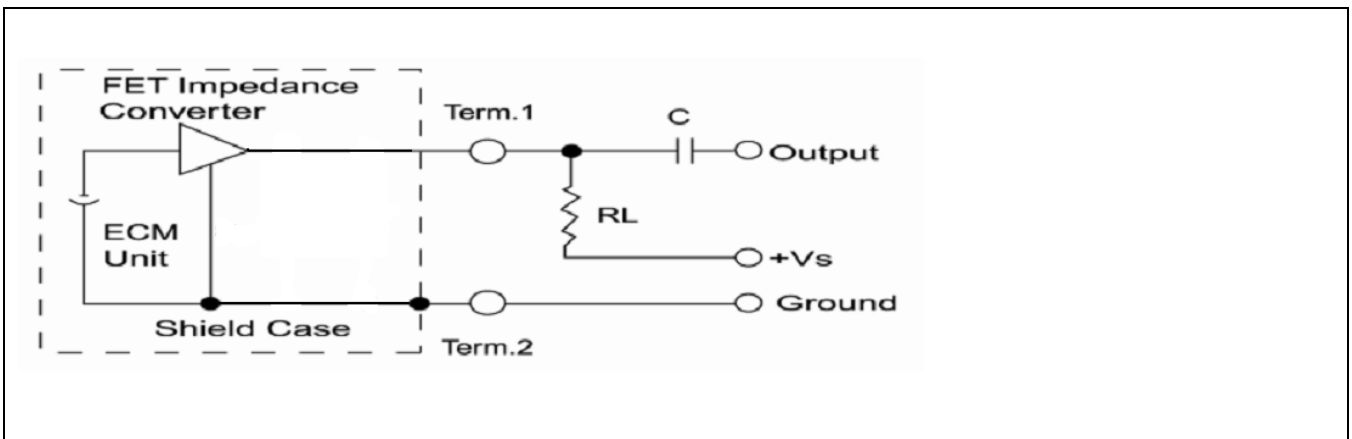 FET Impedance
Converter
Term.1
C
Output
RL
ECM
Unit
+Vs
Ground
Shield Case
Term.2